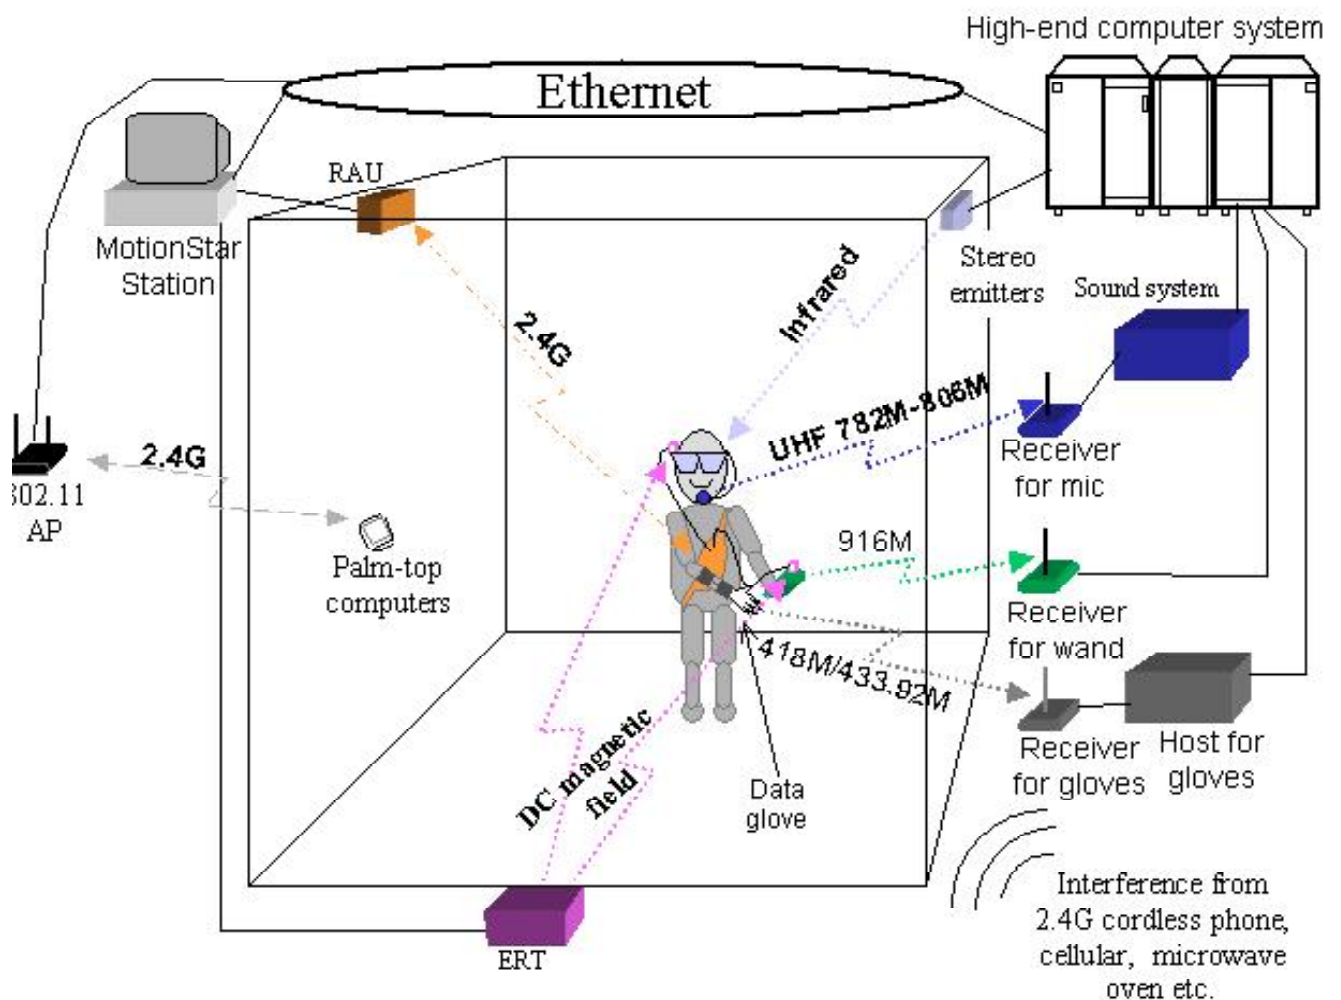 High-end computer system
Ethernet
RAU
MotionStar
Station
Stereo
emitters
Sound system
Infrared
2.4G
UHF 782M-806M
2.4G
802.11
AP
Receiver
for mic
Palm-top
computers
916M
Receiver
for wand
418M/433.92M
DC magnetic
field
Data
glove
Receiver
for gloves
Host for
gloves
ERT
Interference from
2.4G cordless phone,
cellular, microwave
oven etc.